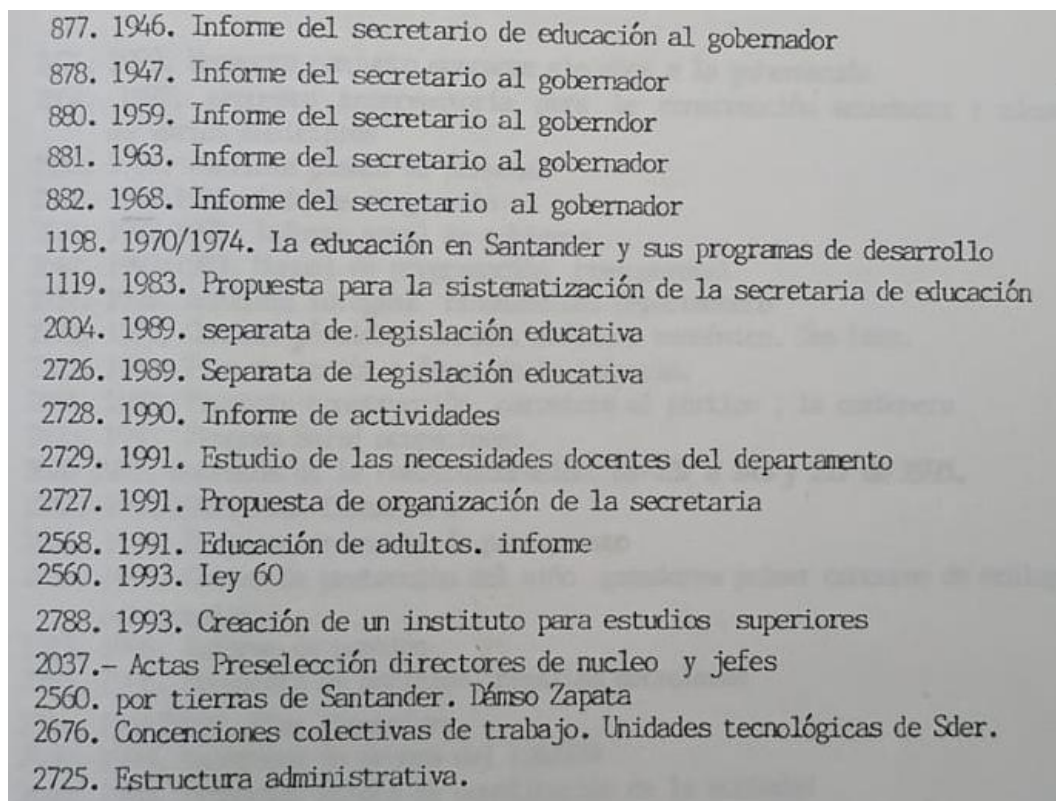 877. 1946. Informe del secretario de educación al gobernador
878. 1947. Informe del secretario al gobernador
880. 1959. Informe del secretario al goberndor
881. 1963. Informe del secretario al gobernador
882. 1968. Informe del secretario al gobernador
1198. 1970/1974. La educación en Santander y sus programas de desarrollo
1119. 1983. Propuesta para la sistematización de la secretaria de educación
2004. 1989. separata de legislación educativa
2726. 1989. Separata de legislación educativa
2728. 1990. Informe de actividades
2729. 1991. Estudio de las necesidades docentes del departamento
2727. 1991. Propuesta de organización de la secretaria
2568. 1991. Educación de adultos. informe
2560. 1993. Ley 60
2788. 1993. Creación de un instituto para estudios superiores
2037.- Actas Preselección directores de nucleo y jefes
2560. por tierras de Santander. Dámso Zapata
2676. Concenciones colectivas de trabajo. Unidades tecnológicas de Sder.
2725. Estructura administrativa.